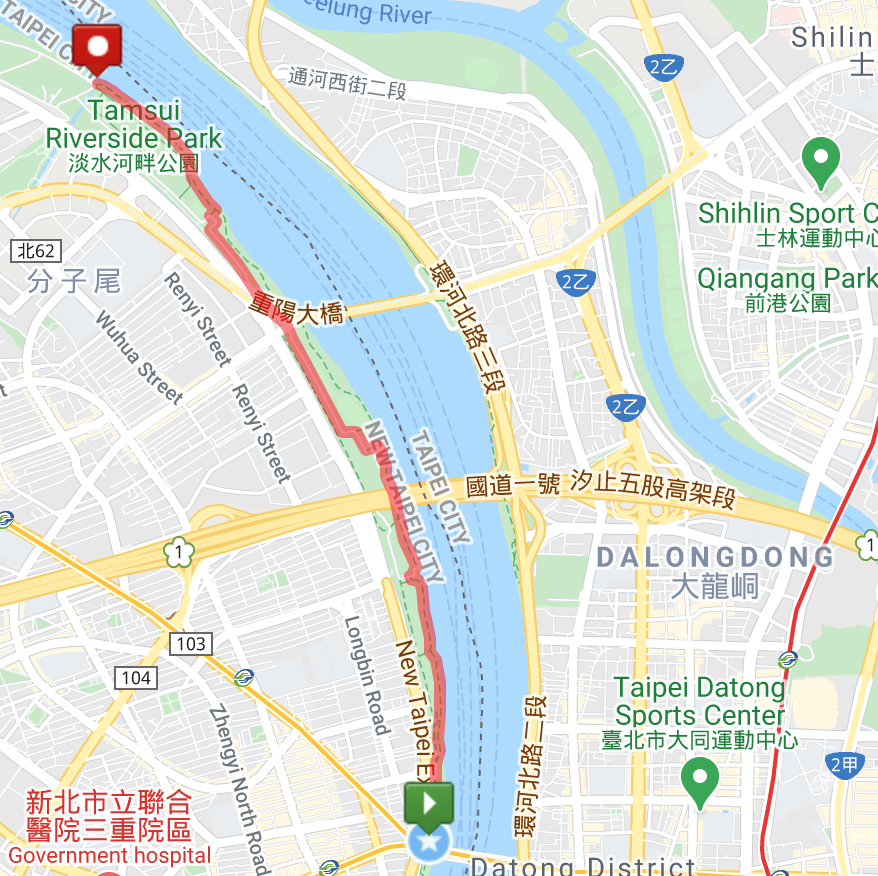 eelung River
TAIPEI CITY
TAIPEI CITY
Shilin
士
2乙
通河西街二段
Tamsui
Riverside Park
淡水河畔公園
Shihlin Sport C
士林運動中心
北62
分子尾
Qiangang Park
前港公園
2乙
Renyi Street
重陽大橋
環河北路三段
Wuhua Street
t
Renyi Street
2乙
NEW TAIPEI CITY
TAIPEI CITY
國道一號 汐止五股高架段
1
1
DALONGDONG
大龍峒
103
104
Longbin Road
New Taipei Ex
Taipei Datong
Sports Center
臺北市大同運動中心
Zhengyi North Road
環河北路二段
2甲
新北市立聯合
醫院三重院區
Government hospital
Datong District